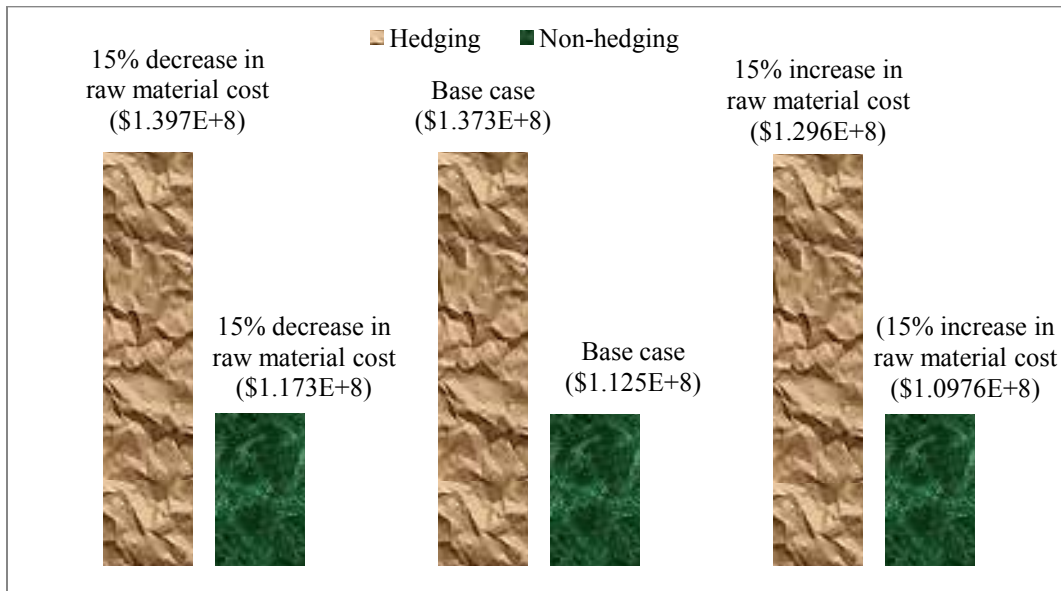 Hedging
Non-hedging
15% decrease in
raw material cost
($1.397E+8)
Base case
($1.373E+8)
15% increase in
raw material cost
($1.296E+8)
15% decrease in
raw material cost
($1.173E+8)
Base case
($1.125E+8)
(15% increase in
raw material cost
($1.0976E+8)